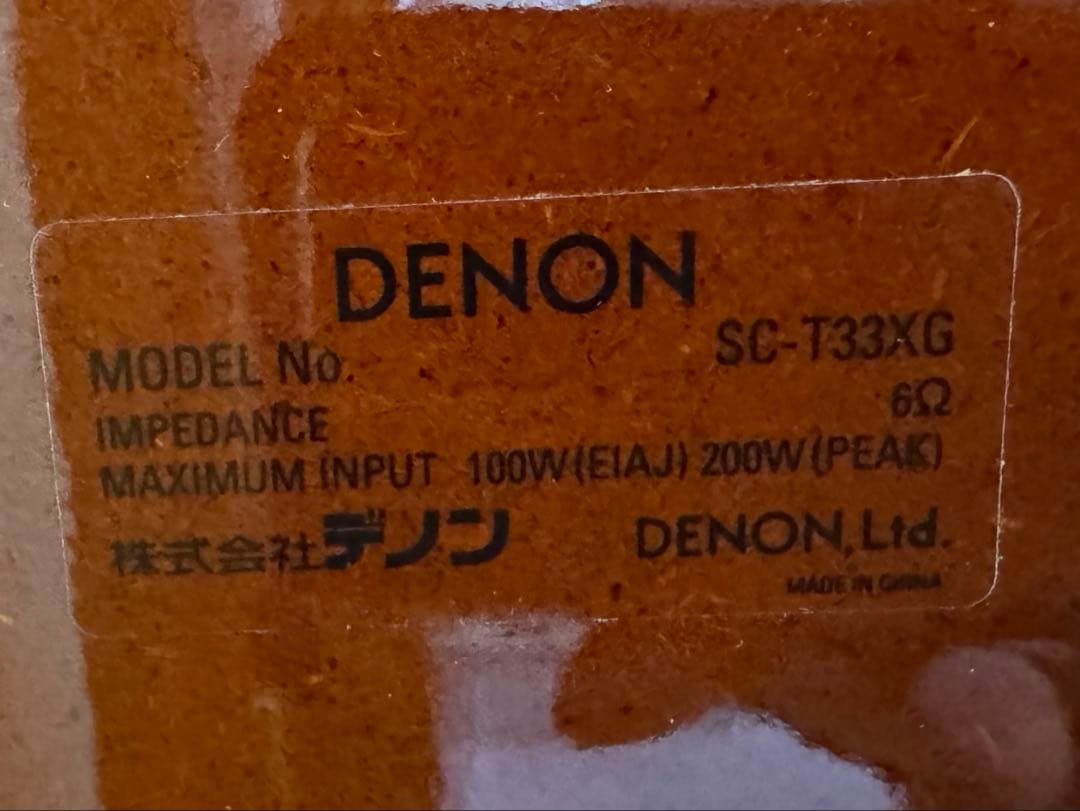 DENON
MODEL No. SC-T33XG
IMPEDANCE 6Ω
MAXIMUM INPUT 100W(EIAJ) 200W(PEAK)
株式会社デノン DENON,Ltd.
MADE IN CHINA